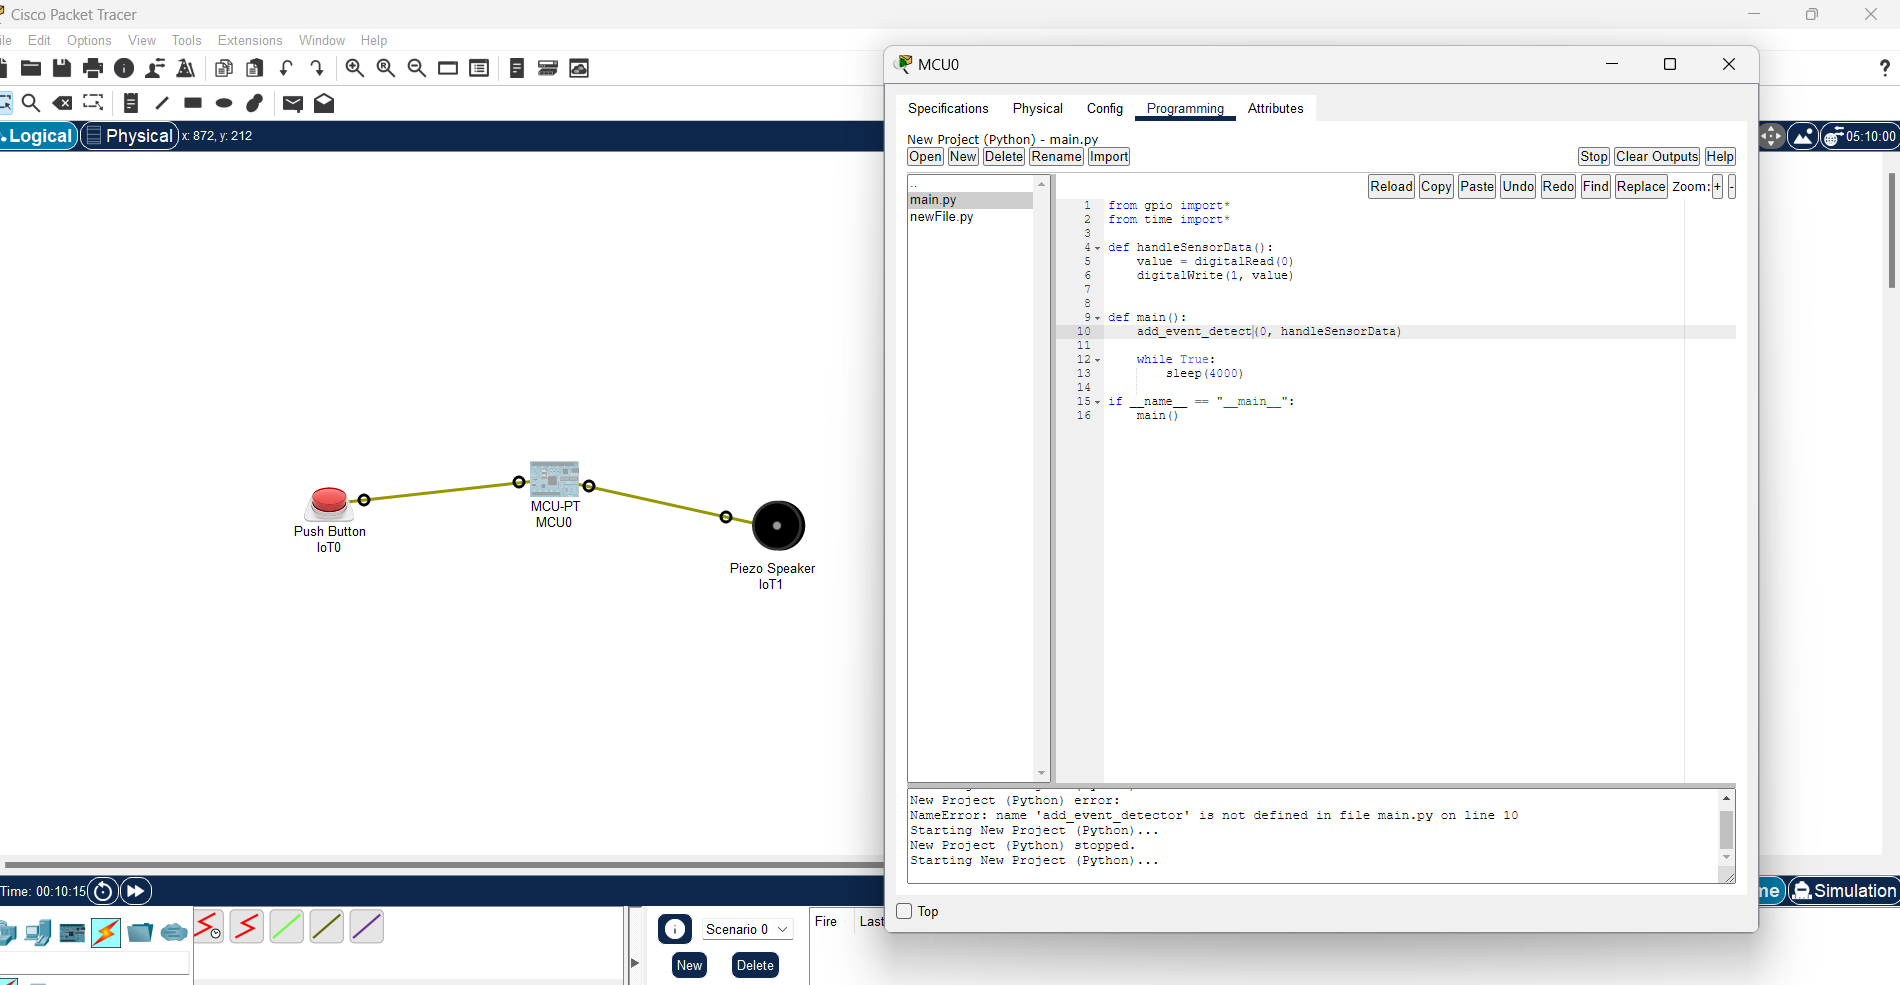 Cisco Packet Tracer
ile Edit Options View Tools Extensions Window Help
Logical Physical x: 872, y: 212
05:10:00
MCU0
Specifications Physical Config Programming Attributes
New Project (Python) - main.py
Open New Delete Rename Import Stop Clear Outputs Help
Reload Copy Paste Undo Redo Find Replace Zoom: + -
..
main.py
newFile.py
1 from gpio import*
2 from time import*
3
4 def handleSensorData():
5 value = digitalRead(0)
6 digitalWrite(1, value)
7
8
9 def main():
10 add_event_detect(0, handleSensorData)
11
12 while True:
13 sleep(4000)
14
15 if __name__ == "__main__":
16 main()
Push Button
IoT0
MCU-PT
MCU0
Piezo Speaker
IoT1
New Project (Python) error:
NameError: name 'add_event_detector' is not defined in file main.py on line 10
Starting New Project (Python)...
New Project (Python) stopped.
Starting New Project (Python)...
Top
Time: 00:10:15
me Simulation
Scenario 0
New Delete
Fire Last